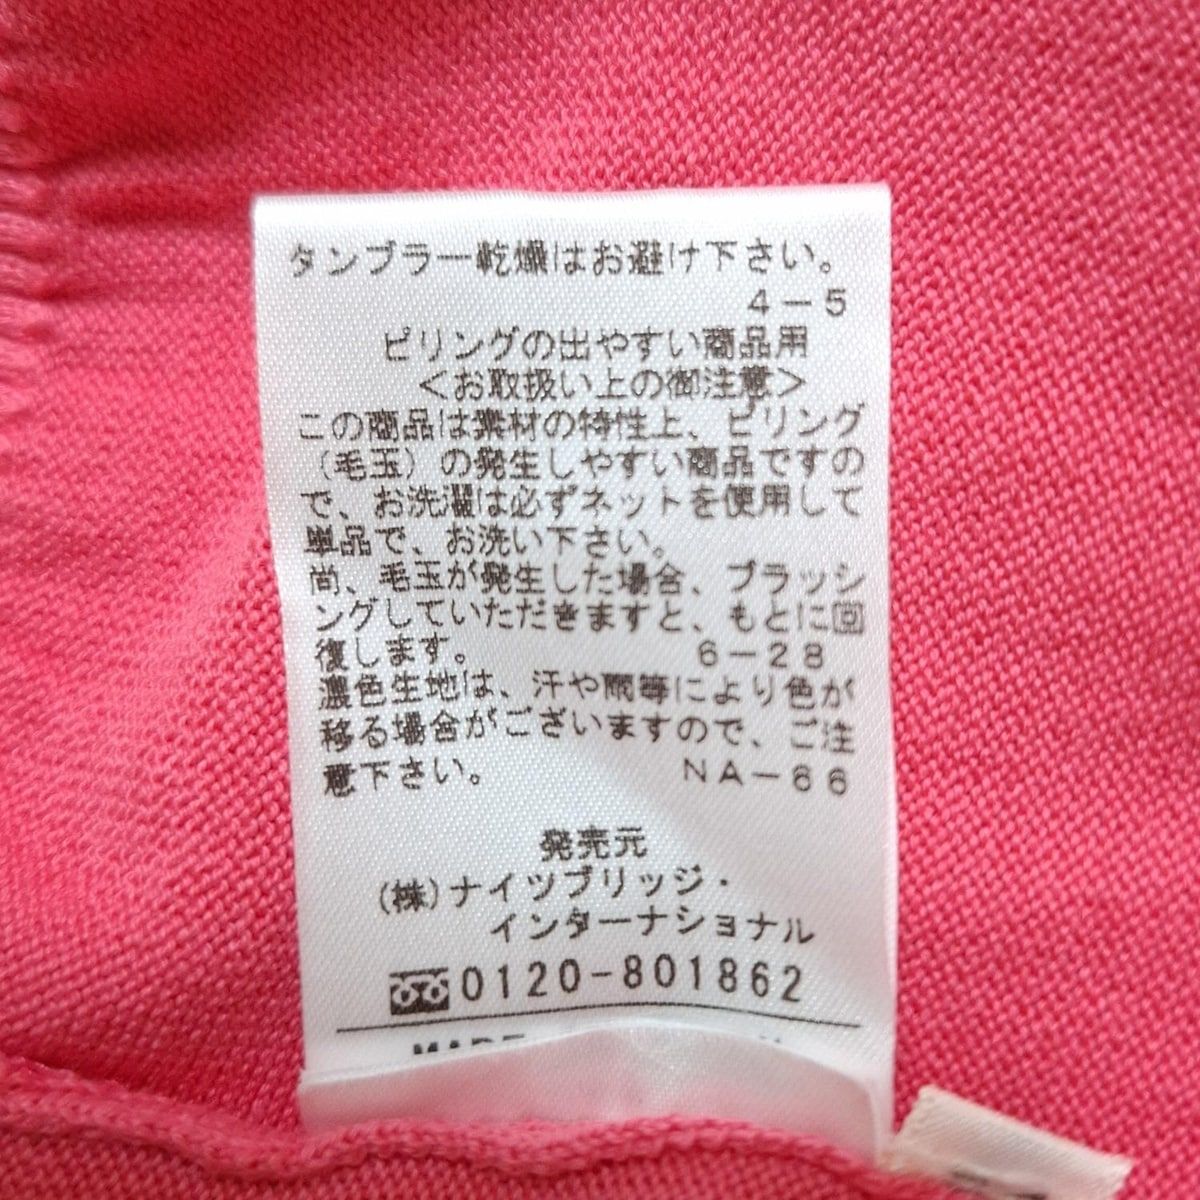 タンブラー乾燥はお避け下さい。
4-5
ピリングの出やすい商品用
<お取扱い上の御注意>
この商品は素材の特性上、ピリング
(毛玉)の発生しやすい商品ですの
で、お洗濯は必ずネットを使用して
単品で、お洗い下さい。
尚、毛玉が発生した場合、ブラッシ
ングしていただきますと、もとに回
復します。 6-28
濃色生地は、汗や雨等により色が
移る場合がございますので、ご注
意下さい。 NA-66
発売元
(株)ナイツブリッジ・
インターナショナル
0120-801862